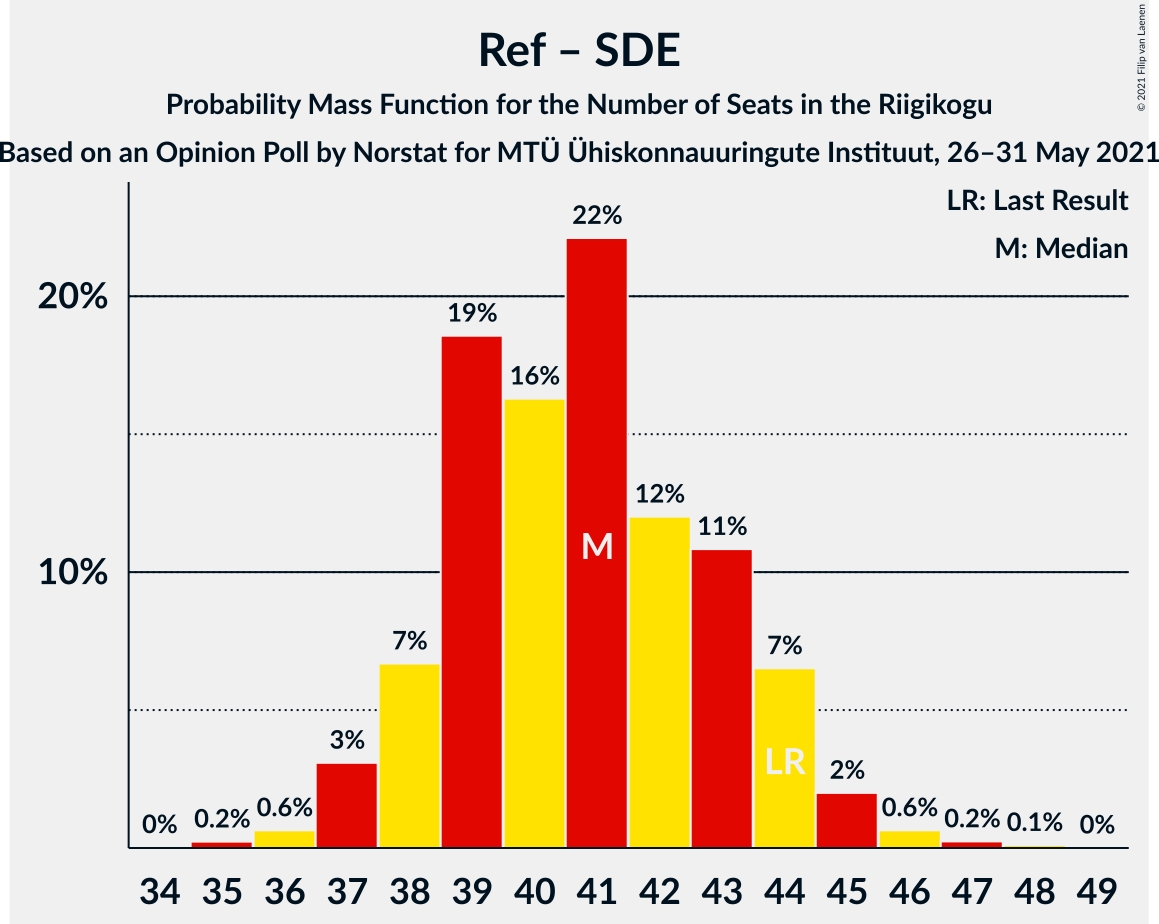 Ref – SDE
Probability Mass Function for the Number of Seats in the Riigikogu
Based on an Opinion Poll by Norstat for MTÜ Ühiskonnauuringute Instituut, 26–31 May 2021
© 2021 Filip van Laenen
LR: Last Result
M: Median
22%
20%
19%
16%
12%
11%
M
10%
7%
7%
3%
LR
2%
0% 0.2% 0.6% 0.6% 0.2% 0.1% 0%
34 35 36 37 38 39 40 41 42 43 44 45 46 47 48 49